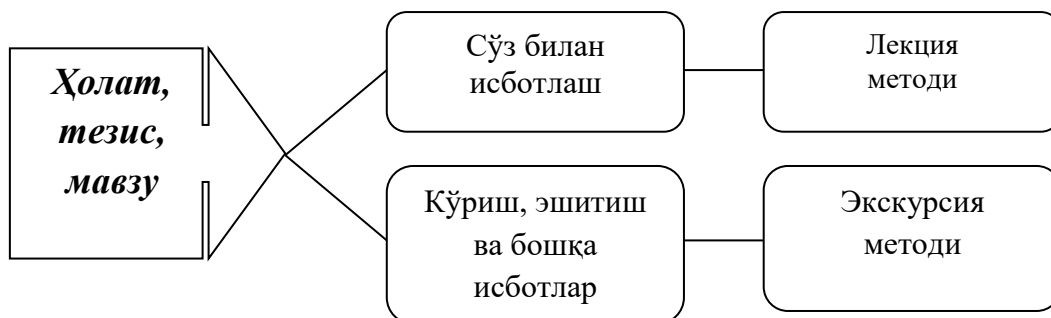 Ҳолат,
тезис,
мавзу
Сўз билан
исботлаш
Лекция
методи
Кўриш, эшитиш
ва бошқа
исботлар
Экскурсия
методи